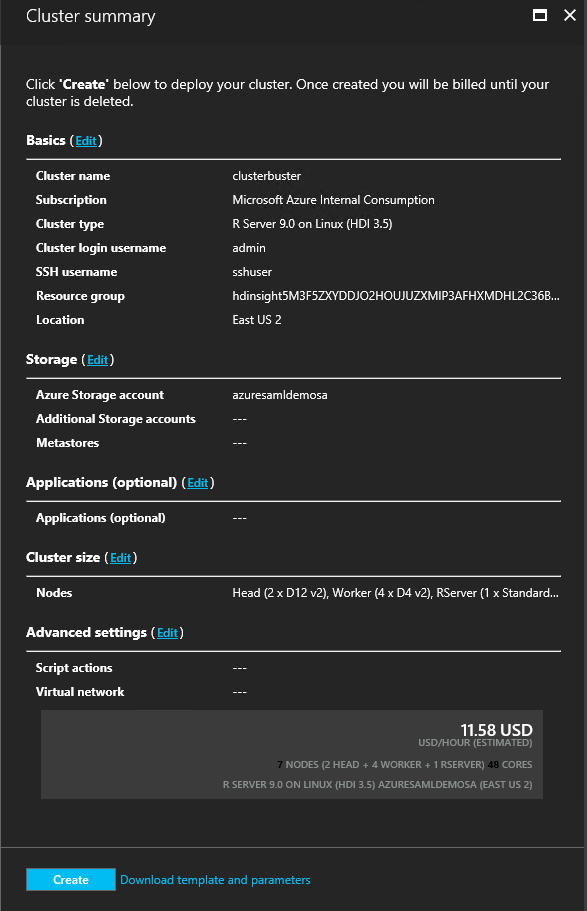 Cluster summary
Click 'Create' below to deploy your cluster. Once created you will be billed until your
cluster is deleted.
Basics (Edit)
Cluster name clusterbuster
Subscription Microsoft Azure Internal Consumption
Cluster type R Server 9.0 on Linux (HDI 3.5)
Cluster login username admin
SSH username sshuser
Resource group hdinsight5M3F5ZXYDDJO2HOUJUZXMIP3AFHXMDHL2C36B...
Location East US 2
Storage (Edit)
Azure Storage account azuresamldemosa
Additional Storage accounts ---
Metastores ---
Applications (optional) (Edit)
Applications (optional) ---
Cluster size (Edit)
Nodes Head (2 x D12 v2), Worker (4 x D4 v2), RServer (1 x Standard...
Advanced settings (Edit)
Script actions ---
Virtual network ---
11.58 USD
USD/HOUR (ESTIMATED)
7 NODES (2 HEAD + 4 WORKER + 1 RSERVER) 48 CORES
R SERVER 9.0 ON LINUX (HDI 3.5) AZURESAMLDEMOSA (EAST US 2)
Create Download template and parameters